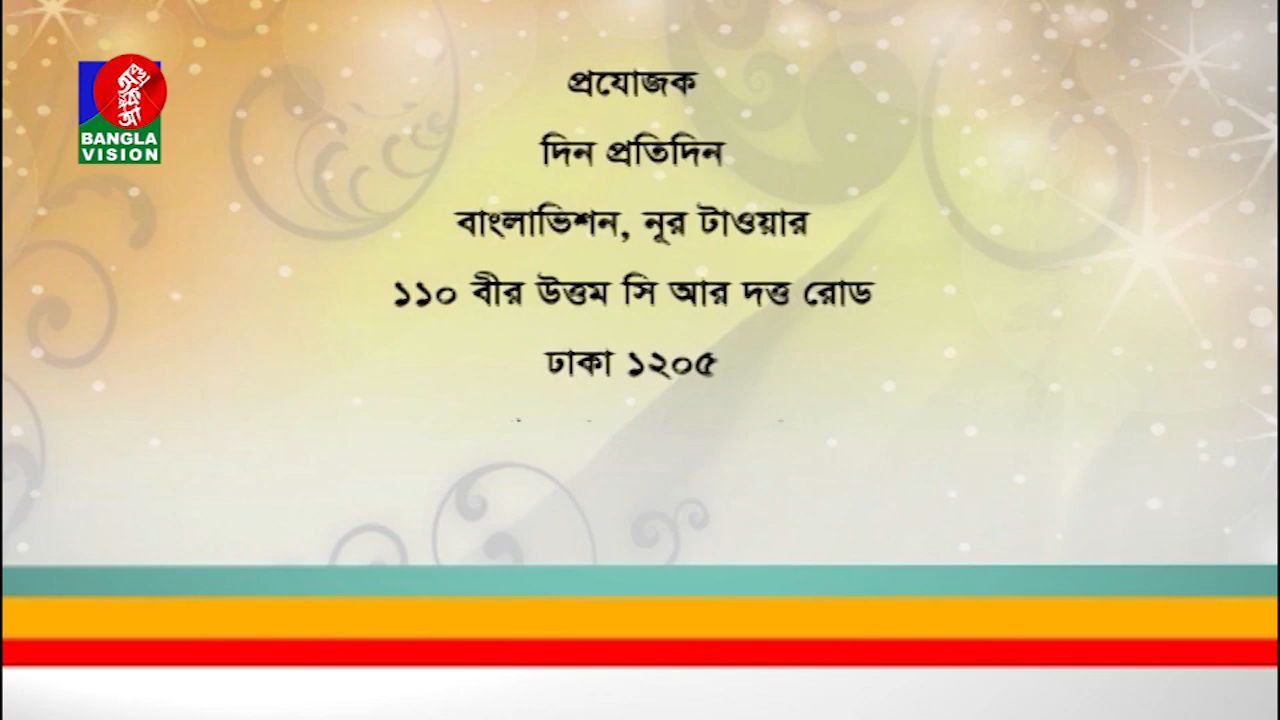 প্রযোজক
দিন প্রতিদিন
বাংলাভিশন, নূর টাওয়ার
১১০ বীর উত্তম সি আর দত্ত রোড
ঢাকা ১২০৫
BANGLA
VISION